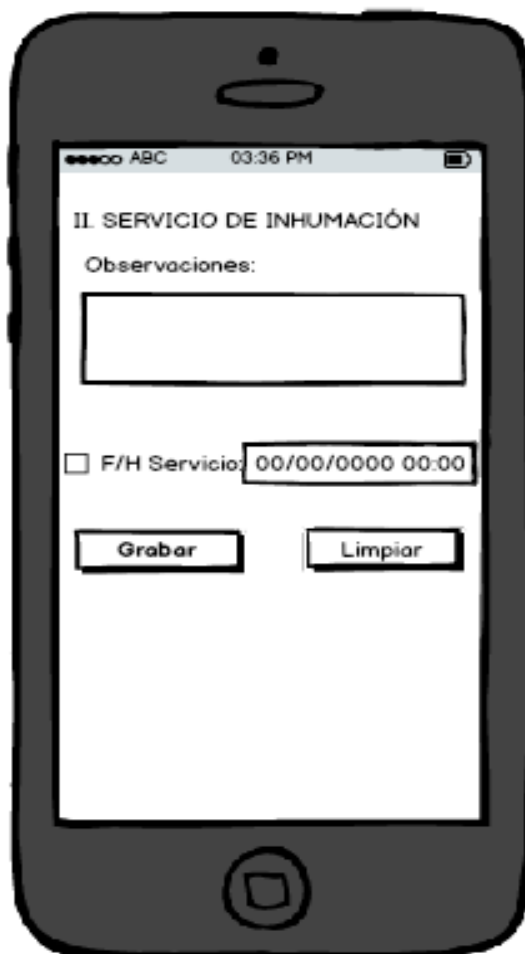 ABC 03:36 PM
II. SERVICIO DE INHUMACIÓN
Observaciones:
F/H Servicio: 00/00/0000 00:00
Grabar Limpiar